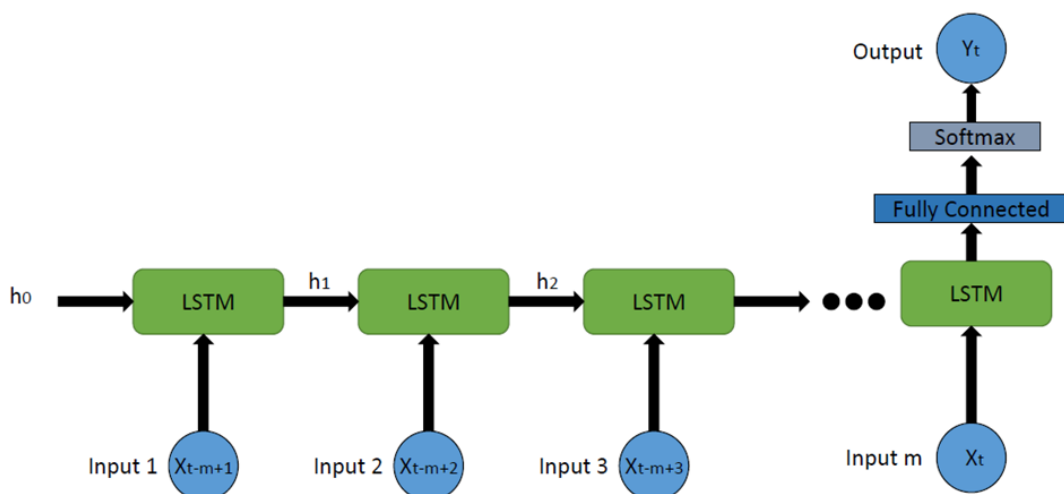 Output Yt
Softmax
Fully Connected
h0 LSTM h1 LSTM h2 LSTM LSTM
Input 1 Xt-m+1 Input 2 Xt-m+2 Input 3 Xt-m+3 Input m Xt